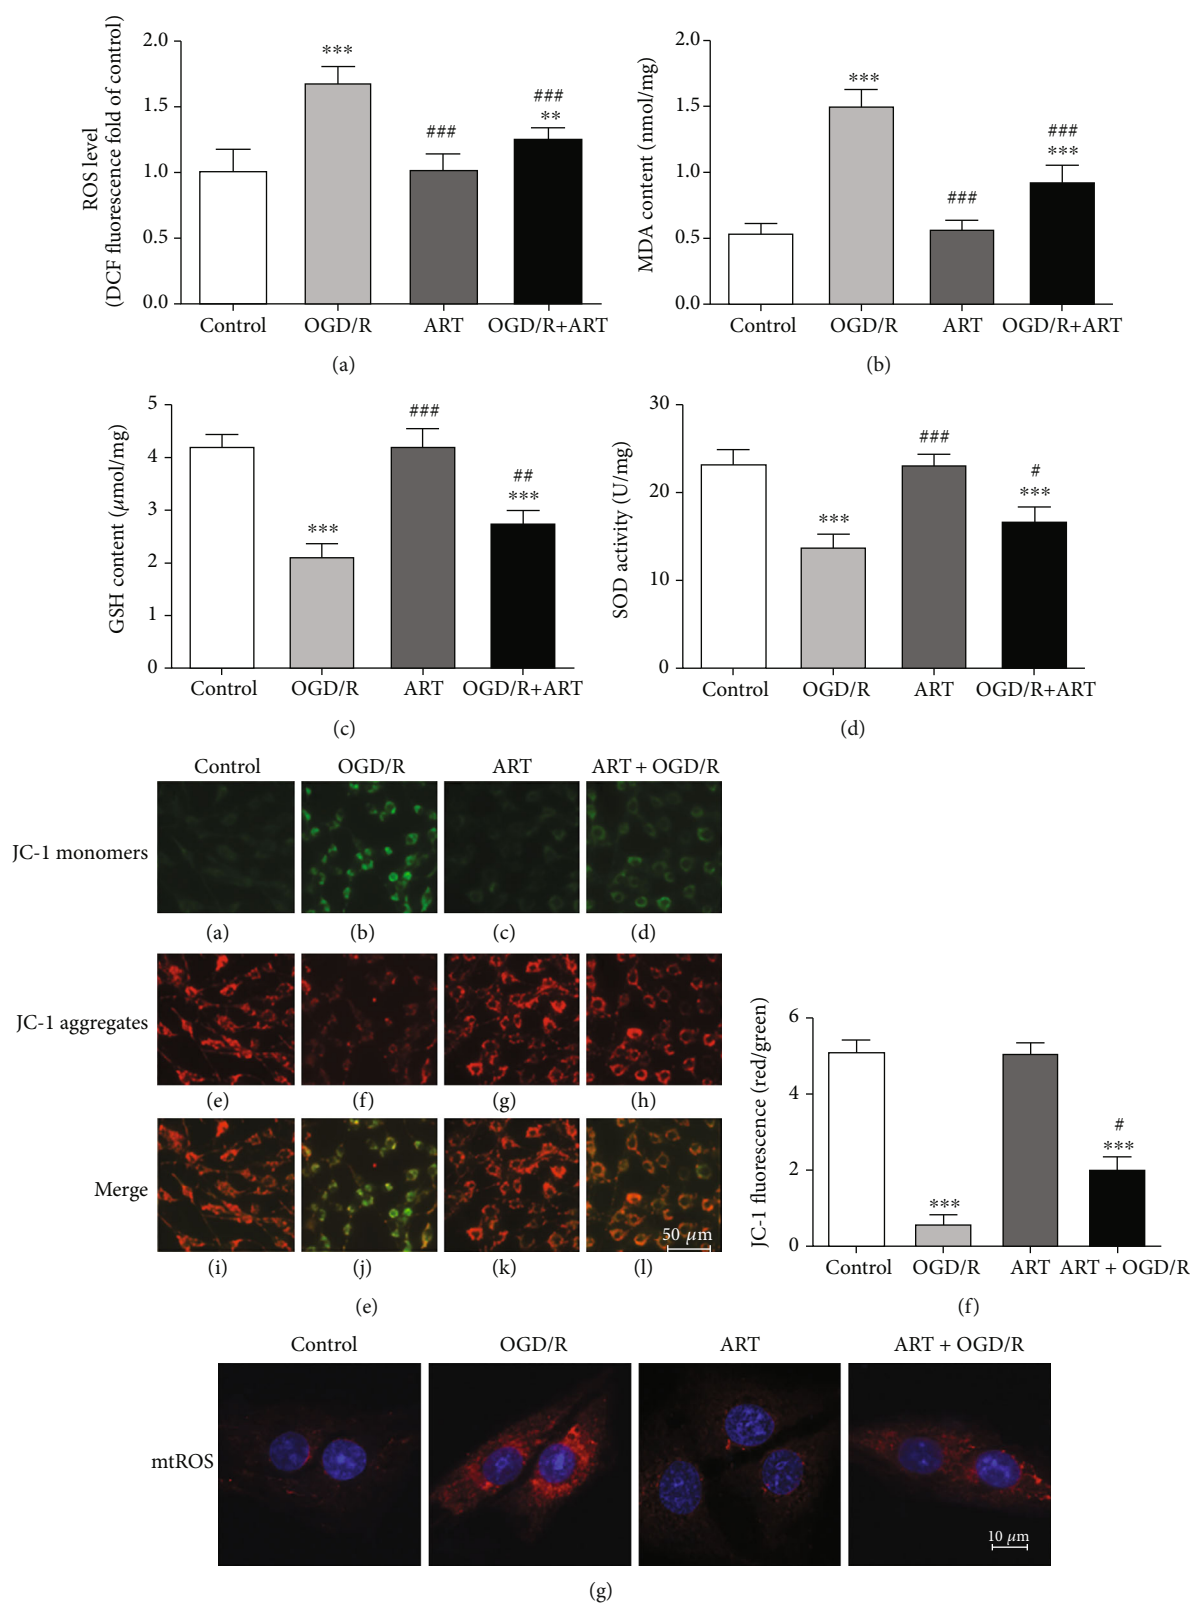 ROS level
(DCF fluorescence fold of control)
2.0
1.5
1.0
0.5
0.0
***
###
###
**
Control OGD/R ART OGD/R+ART
(a)
MDA content (nmol/mg)
2.0
1.5
1.0
0.5
0.0
***
###
###
***
Control OGD/R ART OGD/R+ART
(b)
GSH content (μmol/mg)
5
4
3
2
1
0
***
###
##
***
Control OGD/R ART OGD/R+ART
(c)
SOD activity (U/mg)
30
20
10
0
***
###
#
***
Control OGD/R ART OGD/R+ART
(d)
Control OGD/R ART ART + OGD/R
JC-1 monomers
(a) (b) (c) (d)
JC-1 aggregates
(e) (f) (g) (h)
Merge
50 μm
(i) (j) (k) (l)
(e)
JC-1 fluorescence (red/green)
6
4
2
0
***
#
***
Control OGD/R ART ART + OGD/R
(f)
Control OGD/R ART ART + OGD/R
mtROS
10 μm
(g)